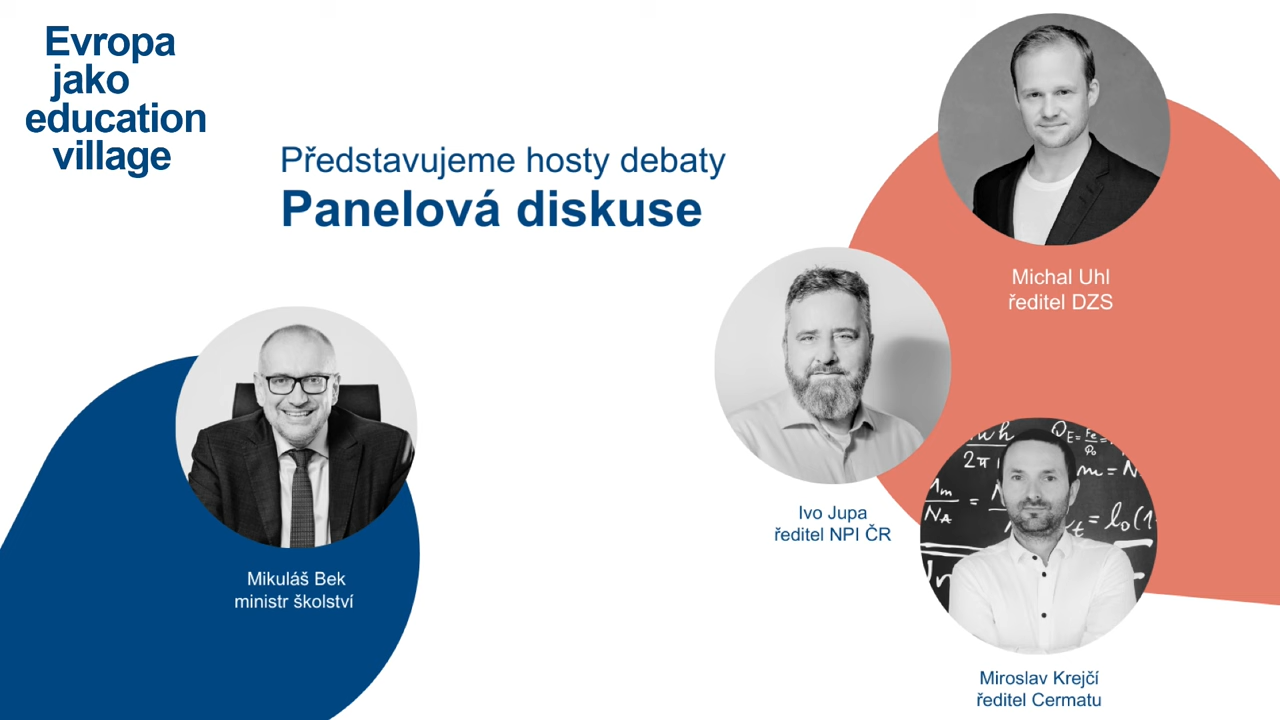 Evropa
jako
education
village
Představujeme hosty debaty
Panelová diskuse
Michal Uhl
ředitel DZS
Ivo Jupa
ředitel NPI ČR
Mikuláš Bek
ministr školství
Miroslav Krejčí
ředitel Cermatu